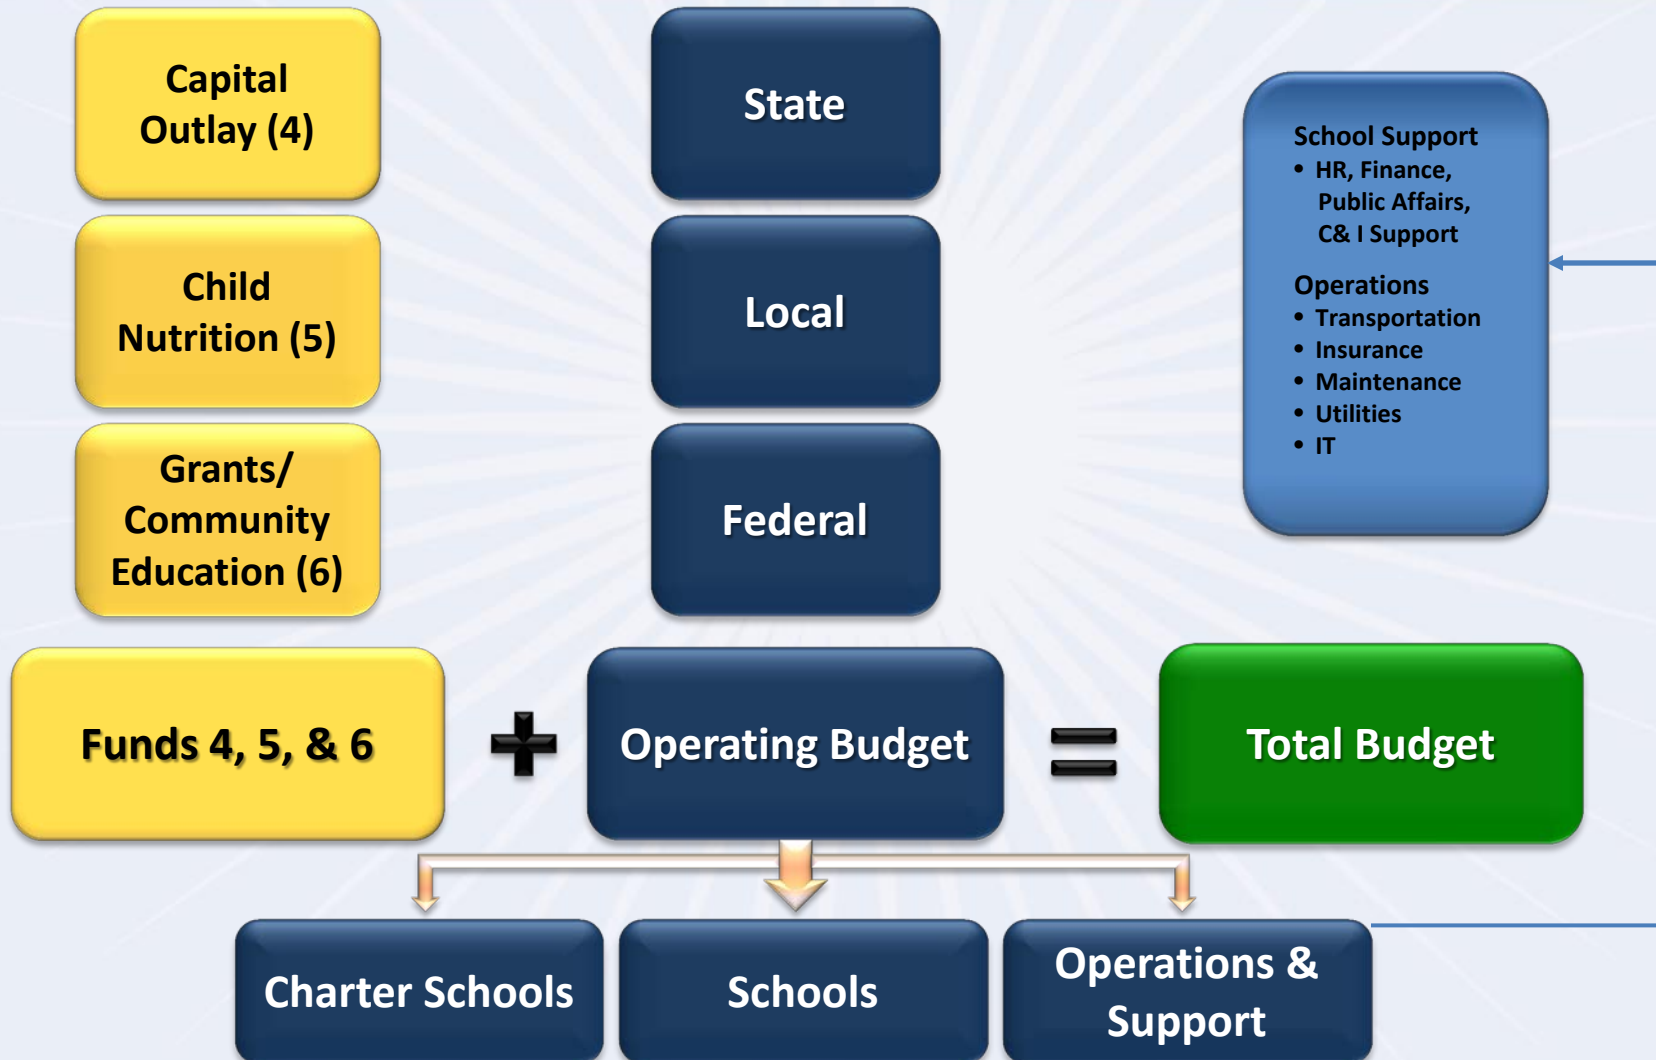 Capital
Outlay (4)
Child
Nutrition (5)
Grants/
Community
Education (6)
State
Local
Federal
School Support
• HR, Finance,
Public Affairs,
C& I Support
Operations
• Transportation
• Insurance
• Maintenance
• Utilities
• IT
Funds 4, 5, & 6
+
Operating Budget
=
Total Budget
Charter Schools
Schools
Operations &
Support